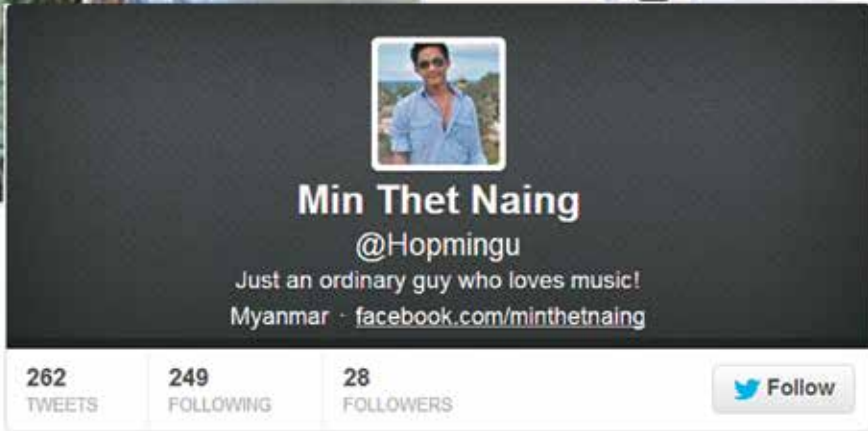 Min Thet Naing
@Hopmingu
Just an ordinary guy who loves music!
Myanmar · facebook.com/minthetnaing
262 249 28
TWEETS FOLLOWING FOLLOWERS
Follow